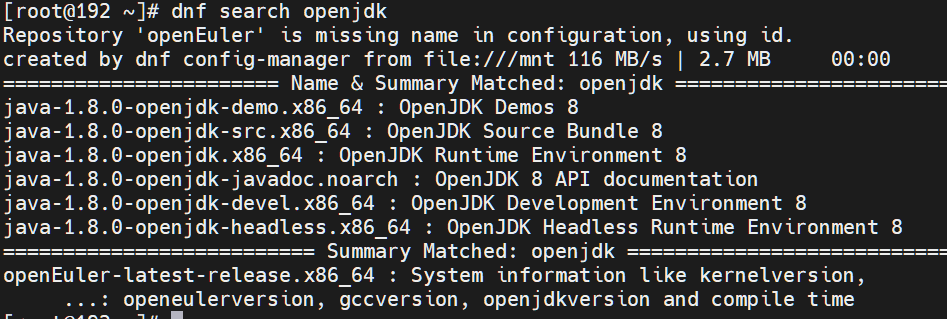 [root@192 ~]# dnf search openjdk
Repository 'openEuler' is missing name in configuration, using id.
created by dnf config-manager from file:///mnt 116 MB/s | 2.7 MB     00:00
======================= Name & Summary Matched: openjdk =======================
java-1.8.0-openjdk-demo.x86_64 : OpenJDK Demos 8
java-1.8.0-openjdk-src.x86_64 : OpenJDK Source Bundle 8
java-1.8.0-openjdk.x86_64 : OpenJDK Runtime Environment 8
java-1.8.0-openjdk-javadoc.noarch : OpenJDK 8 API documentation
java-1.8.0-openjdk-devel.x86_64 : OpenJDK Development Environment 8
java-1.8.0-openjdk-headless.x86_64 : OpenJDK Headless Runtime Environment 8
========================== Summary Matched: openjdk ===========================
openEuler-latest-release.x86_64 : System information like kernelversion,
     ...: openeulerversion, gccversion, openjdkversion and compile time
[root@192 ~]#